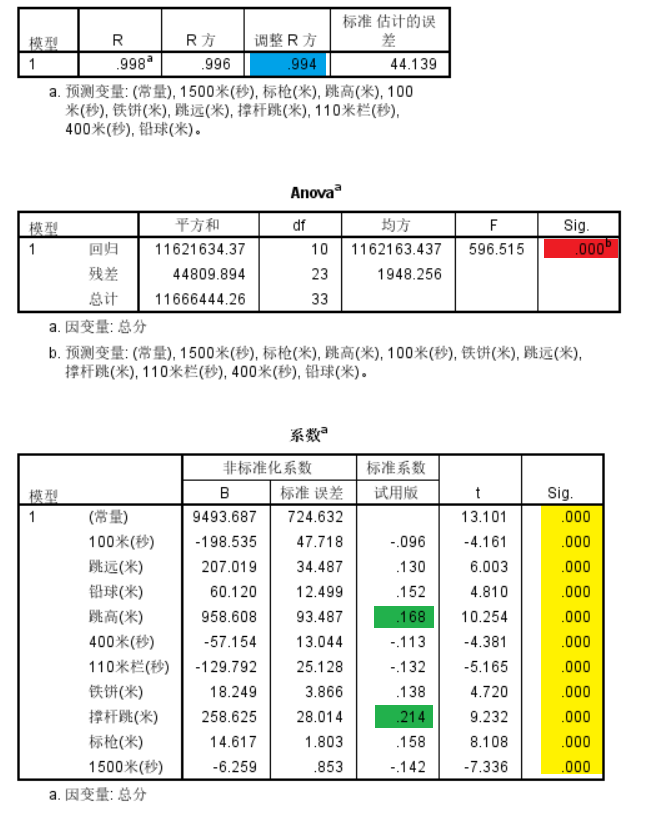 模型 R R 方 调整 R 方 标准 估计的误差
1 .998a .996 .994 44.139
a. 预测变量: (常量), 1500米(秒), 标枪(米), 跳高(米), 100
米(秒), 铁饼(米), 跳远(米), 撑杆跳(米), 110米栏(秒),
400米(秒), 铅球(米)。
Anovaa
模型 平方和 df 均方 F Sig.
1 回归 11621634.37 10 1162163.437 596.515 .000b
残差 44809.894 23 1948.256
总计 11666444.26 33
a. 因变量: 总分
b. 预测变量: (常量), 1500米(秒), 标枪(米), 跳高(米), 100米(秒), 铁饼(米), 跳远(米),
撑杆跳(米), 110米栏(秒), 400米(秒), 铅球(米)。
系数a
非标准化系数 标准系数
模型 B 标准 误差 试用版 t Sig.
1 (常量) 9493.687 724.632 13.101 .000
100米(秒) -198.535 47.718 -.096 -4.161 .000
跳远(米) 207.019 34.487 .130 6.003 .000
铅球(米) 60.120 12.499 .152 4.810 .000
跳高(米) 958.608 93.487 .168 10.254 .000
400米(秒) -57.154 13.044 -.113 -4.381 .000
110米栏(秒) -129.792 25.128 -.132 -5.165 .000
铁饼(米) 18.249 3.866 .138 4.720 .000
撑杆跳(米) 258.625 28.014 .214 9.232 .000
标枪(米) 14.617 1.803 .158 8.108 .000
1500米(秒) -6.259 .853 -.142 -7.336 .000
a. 因变量: 总分